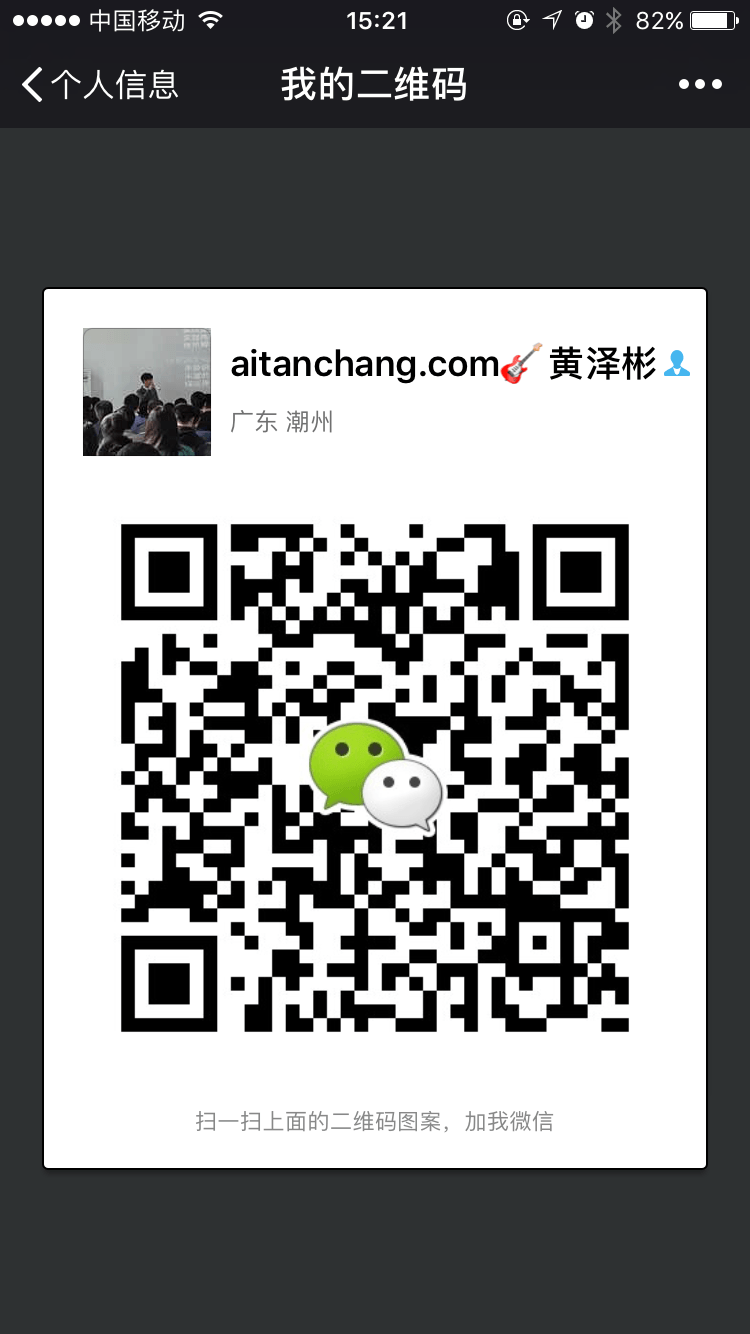 中国移动 15:21 82%
个人信息 我的二维码
aitanchang.com🎸黄泽彬
广东 潮州
扫一扫上面的二维码图案，加我微信